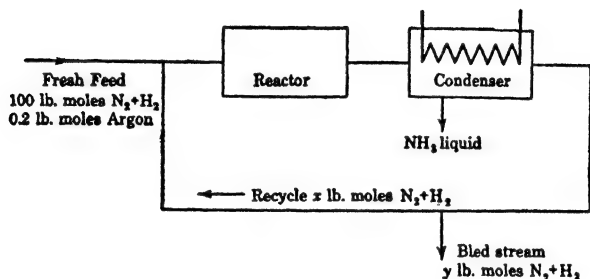 Reactor
Condenser
Fresh Feed
100 lb. moles N₂+H₂
0.2 lb. moles Argon
NH₃ liquid
Recycle x lb. moles N₂+H₂
Bled stream
y lb. moles N₂+H₂